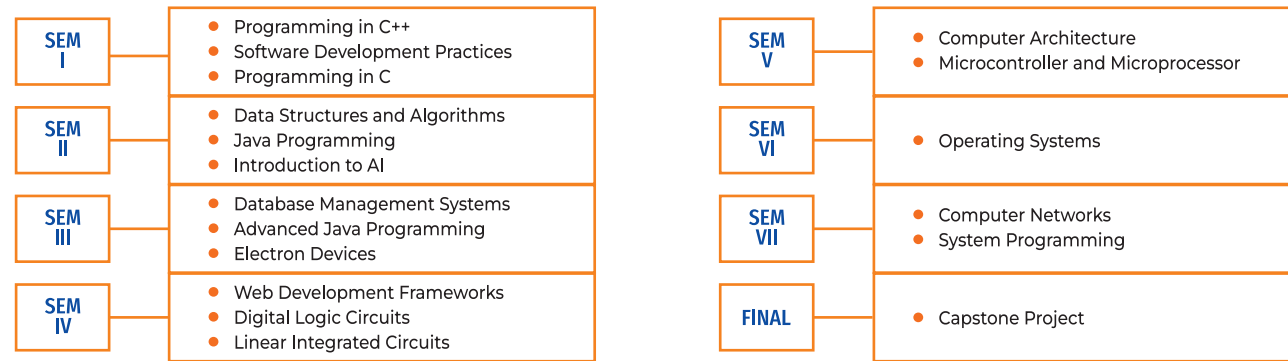 SEM
I
Programming in C++
Software Development Practices
Programming in C
SEM
II
Data Structures and Algorithms
Java Programming
Introduction to AI
SEM
III
Database Management Systems
Advanced Java Programming
Electron Devices
SEM
IV
Web Development Frameworks
Digital Logic Circuits
Linear Integrated Circuits
SEM
V
Computer Architecture
Microcontroller and Microprocessor
SEM
VI
Operating Systems
SEM
VII
Computer Networks
System Programming
FINAL
Capstone Project